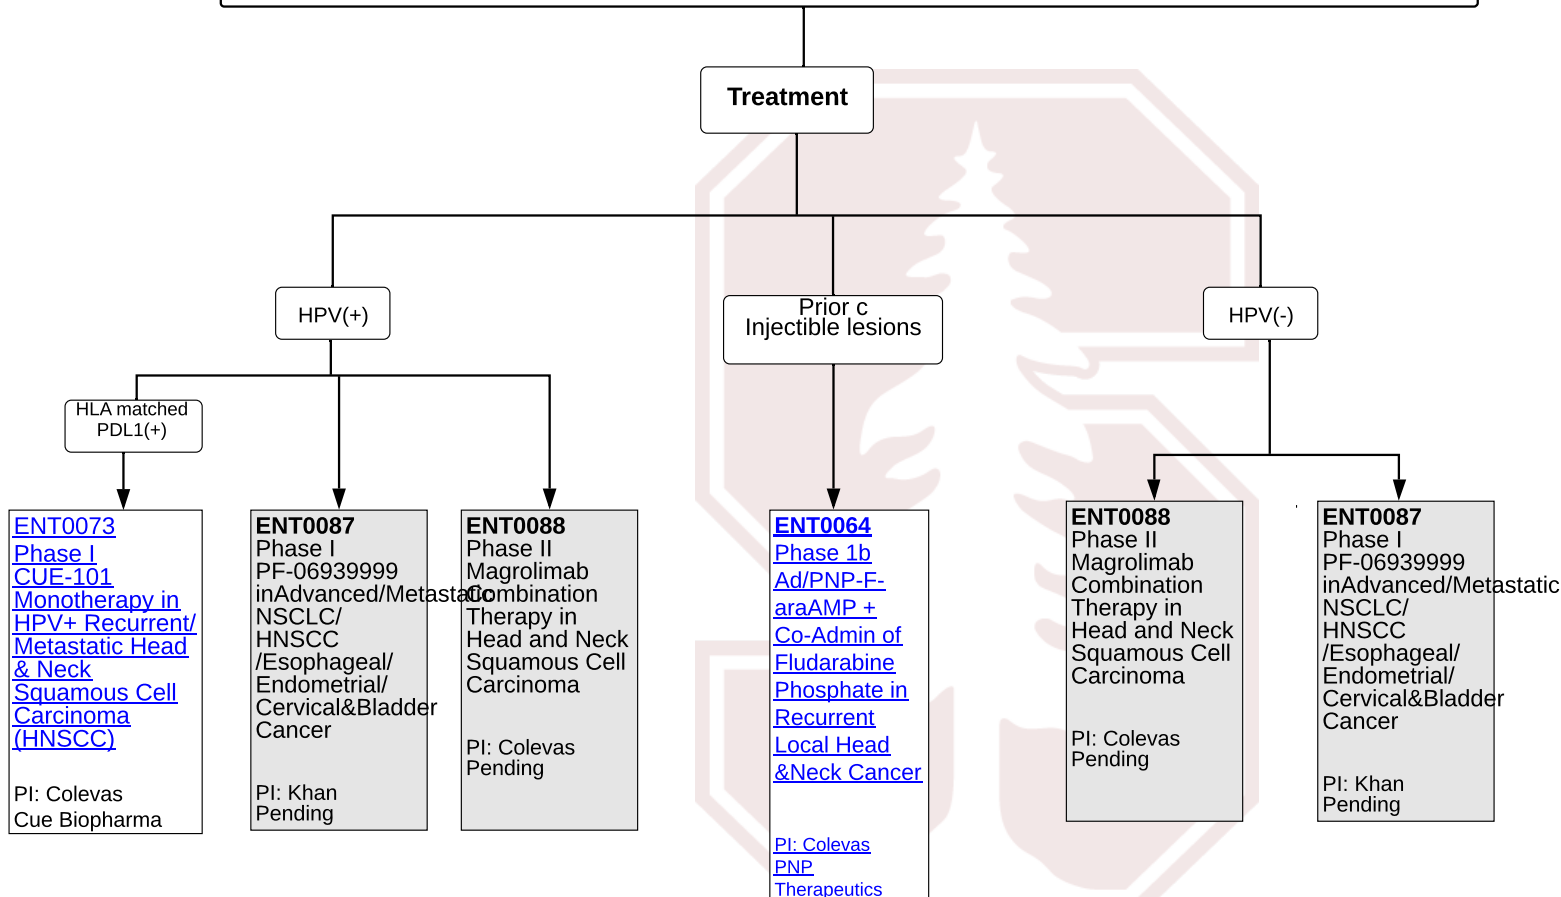 Treatment
HPV(+)
Prior c
Injectible lesions
HPV(-)
HLA matched
PDL1(+)
ENT0073
Phase I
CUE-101
Monotherapy in
HPV+ Recurrent/
Metastatic Head
& Neck
Squamous Cell
Carcinoma
(HNSCC)
PI: Colevas
Cue Biopharma
ENT0087
Phase I
PF-06939999
inAdvanced/Metastatic
NSCLC/
HNSCC
/Esophageal/
Endometrial/
Cervical&Bladder
Cancer
PI: Khan
Pending
ENT0088
Phase II
Magrolimab
Combination
Therapy in
Head and Neck
Squamous Cell
Carcinoma
PI: Colevas
Pending
ENT0064
Phase 1b
Ad/PNP-F-
araAMP +
Co-Admin of
Fludarabine
Phosphate in
Recurrent
Local Head
&Neck Cancer
PI: Colevas
PNP
Therapeutics
ENT0088
Phase II
Magrolimab
Combination
Therapy in
Head and Neck
Squamous Cell
Carcinoma
PI: Colevas
Pending
ENT0087
Phase I
PF-06939999
inAdvanced/Metastatic
NSCLC/
HNSCC
/Esophageal/
Endometrial/
Cervical&Bladder
Cancer
PI: Khan
Pending